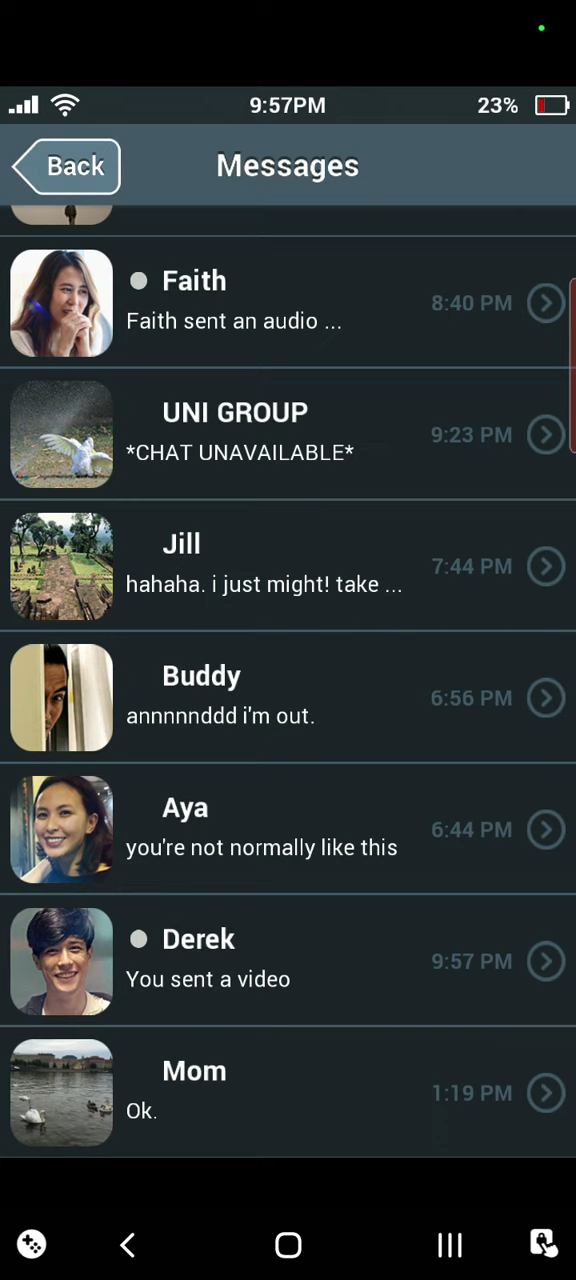 9:57PM
23%
Back
Messages
Faith
Faith sent an audio ...
8:40 PM
UNI GROUP
*CHAT UNAVAILABLE*
9:23 PM
Jill
hahaha. i just might! take ...
7:44 PM
Buddy
annnnnddd i'm out.
6:56 PM
Aya
you're not normally like this
6:44 PM
Derek
You sent a video
9:57 PM
Mom
Ok.
1:19 PM